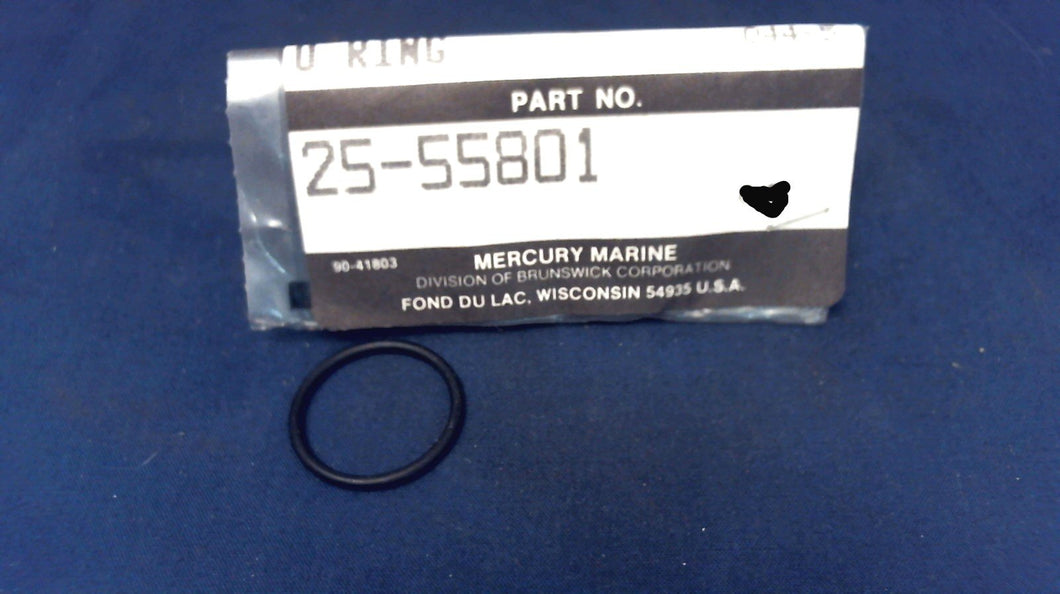 O RING
PART NO.
25-55801
90-41803
MERCURY MARINE
DIVISION OF BRUNSWICK CORPORATION
FOND DU LAC, WISCONSIN 54935 U.S.A.